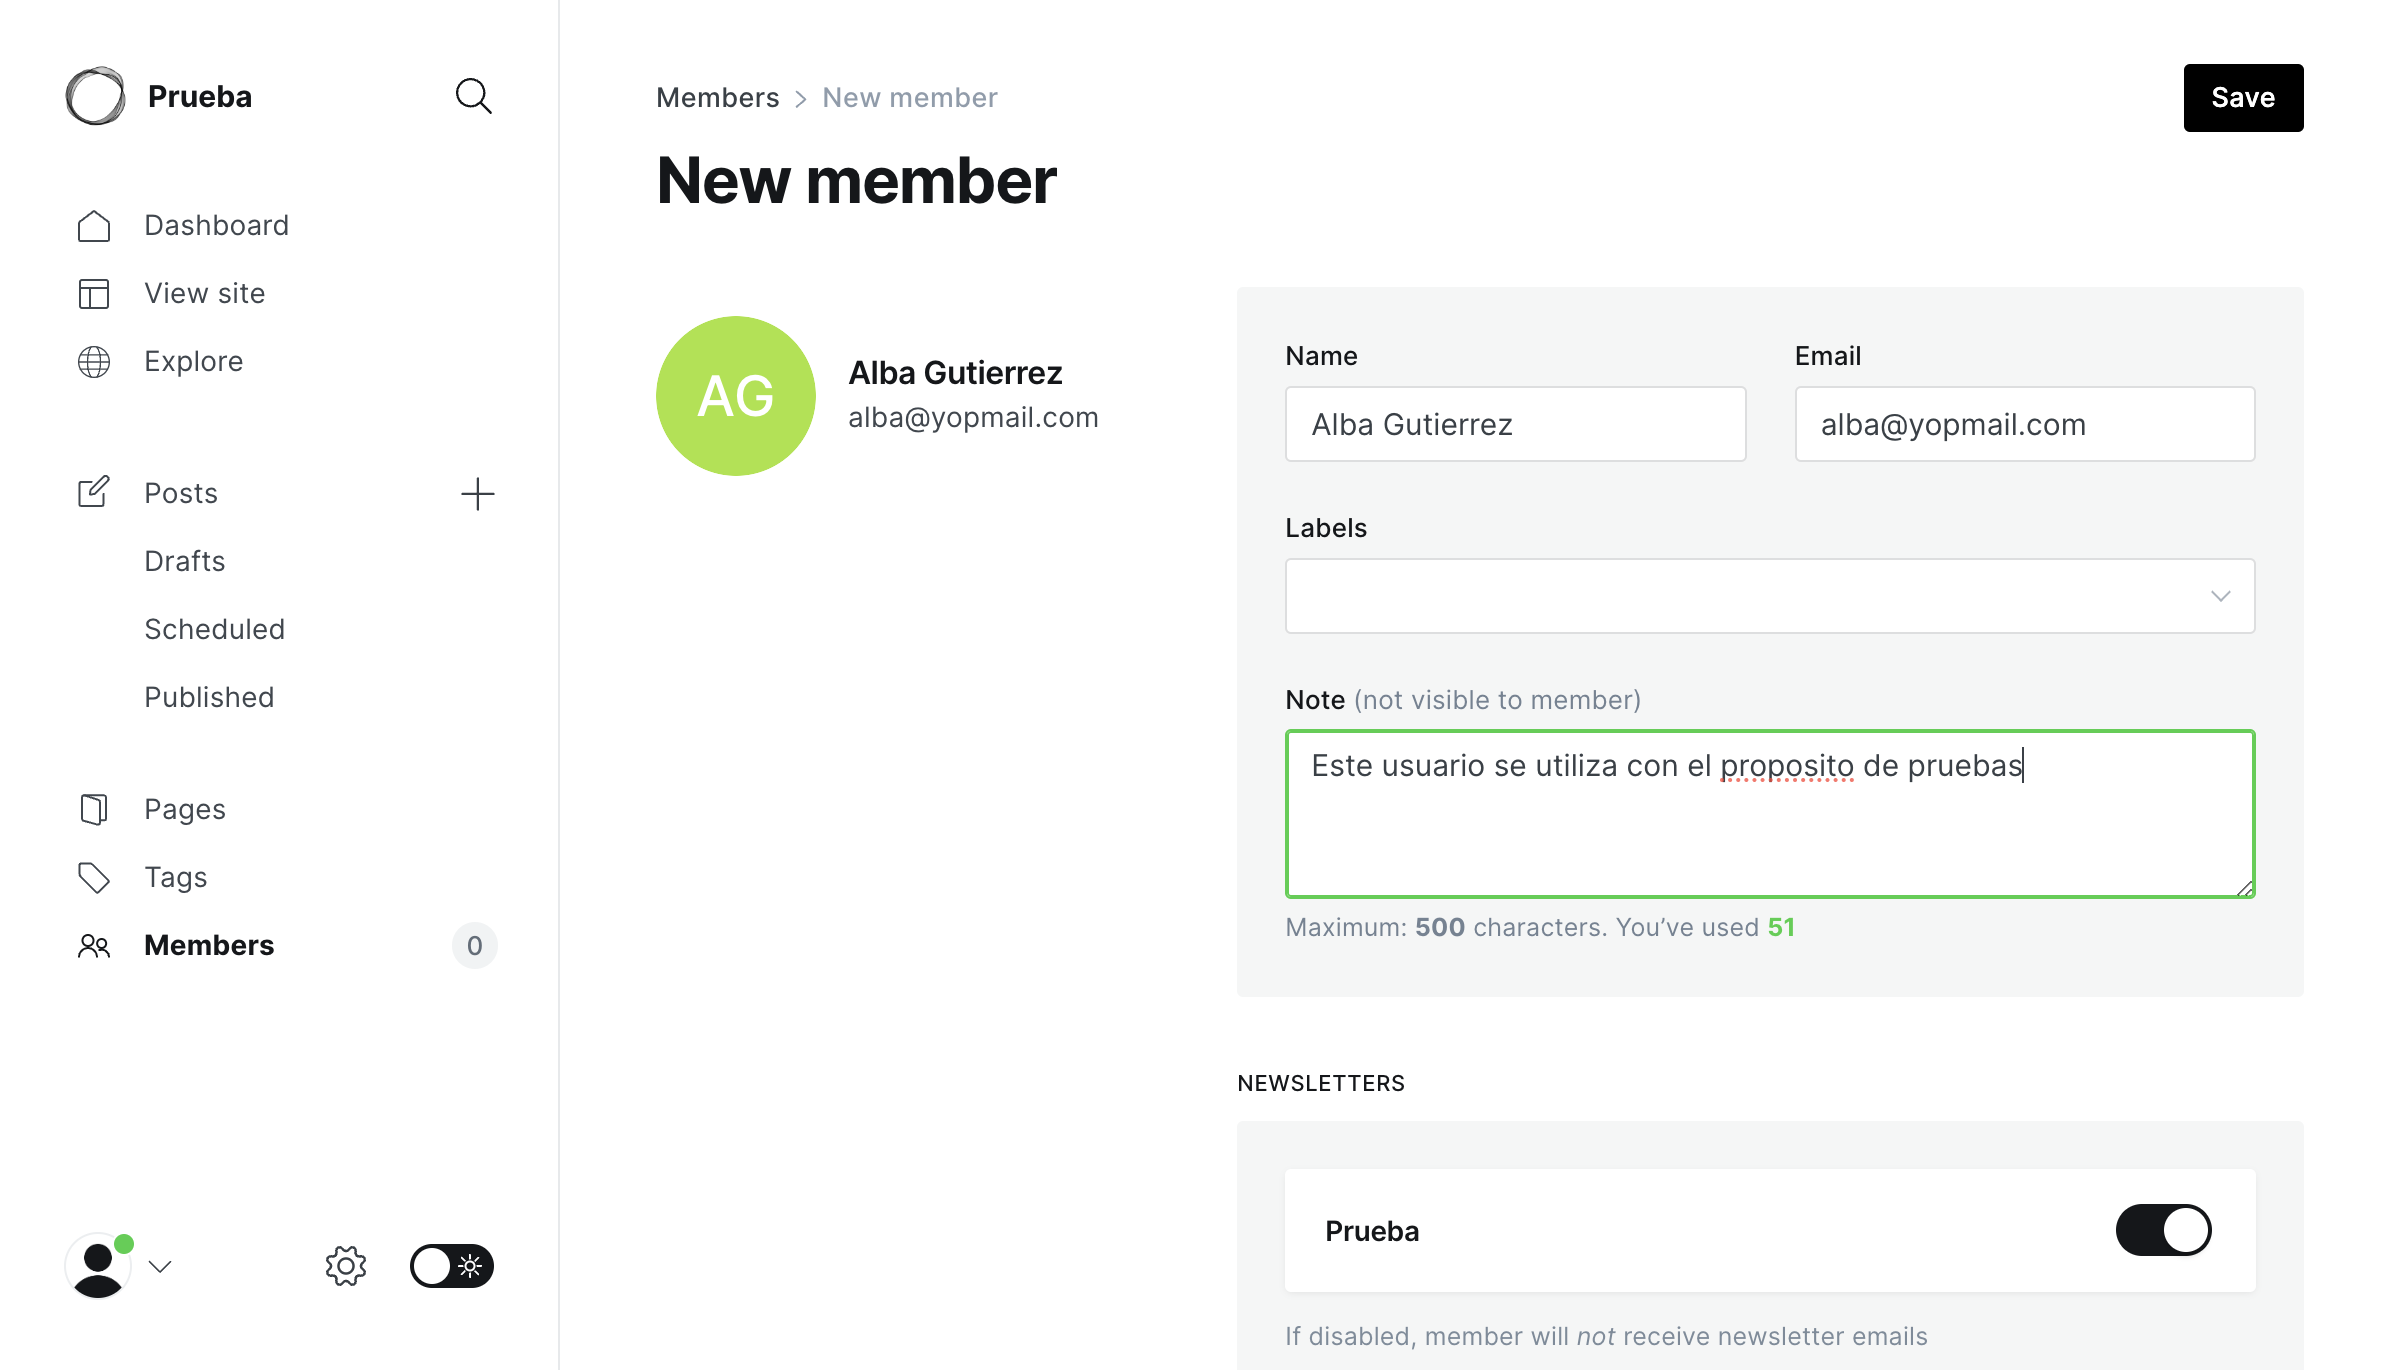 Prueba
Dashboard
View site
Explore
Posts
Drafts
Scheduled
Published
Pages
Tags
Members 0
Members > New member
Save
New member
AG
Alba Gutierrez
alba@yopmail.com
Name
Alba Gutierrez
Email
alba@yopmail.com
Labels
Note (not visible to member)
Este usuario se utiliza con el proposito de pruebas
Maximum: 500 characters. You’ve used 51
NEWSLETTERS
Prueba
If disabled, member will not receive newsletter emails